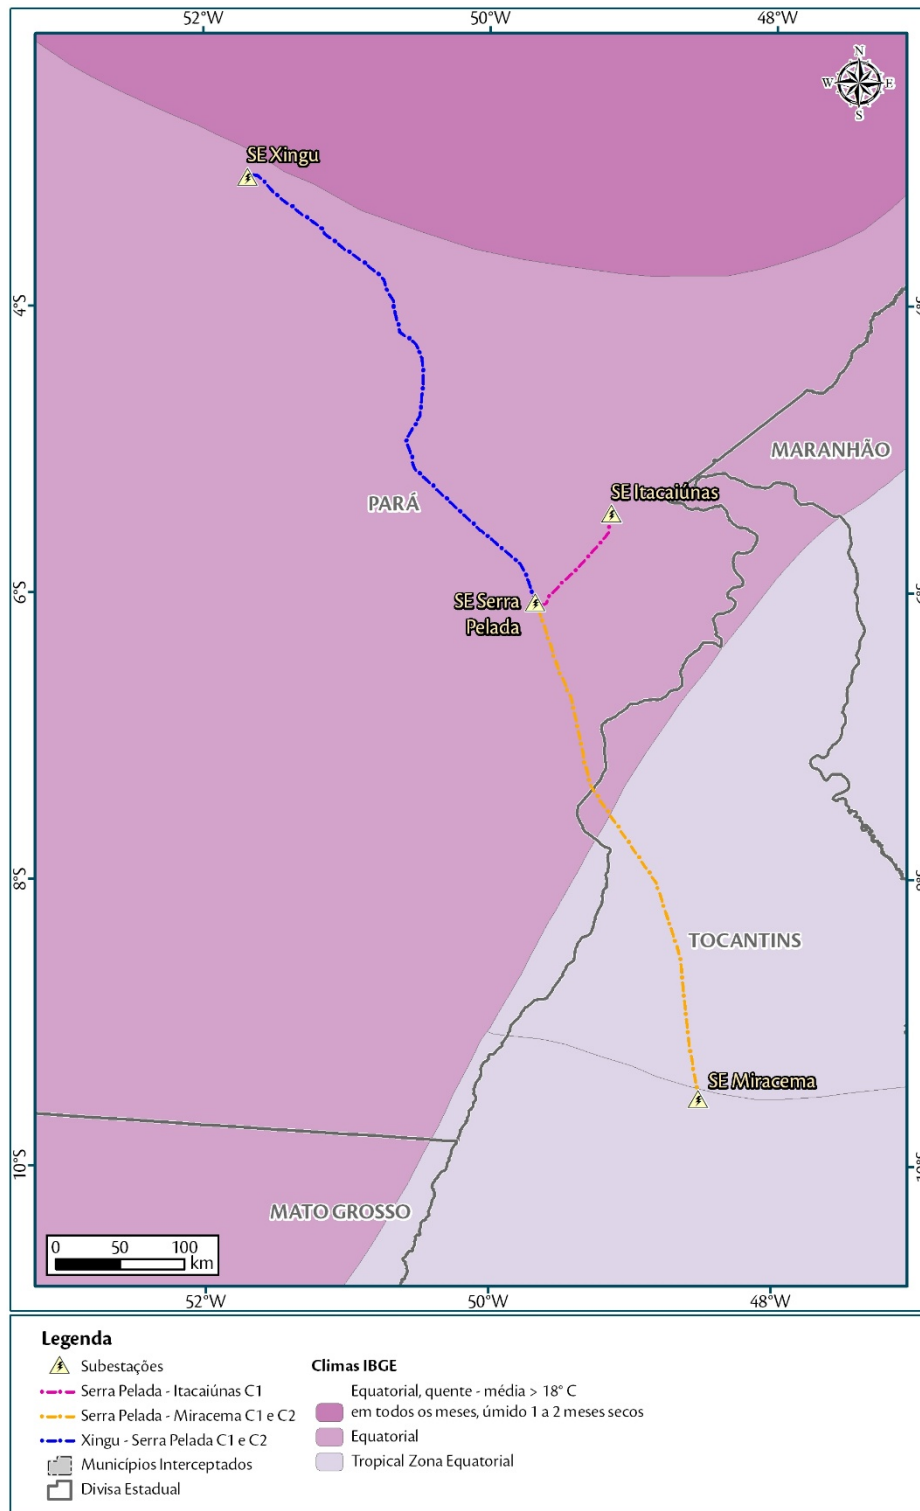 52°W
50°W
48°W
N
W
E
S
SE Xingu
4°S
MARANHÃO
SE Itacaiúnas
PARÁ
6°S
6°S
SE Serra
Pelada
8°S
8°S
TOCANTINS
SE Miracema
10°S
10°S
MATO GROSSO
0 50 100
km
52°W
50°W
48°W
Legenda
Subestações
Serra Pelada - Itacaiúnas C1
Serra Pelada - Miracema C1 e C2
Xingu - Serra Pelada C1 e C2
Municípios Interceptados
Divisa Estadual
Climas IBGE
Equatorial, quente - média > 18° C
em todos os meses, úmido 1 a 2 meses secos
Equatorial
Tropical Zona Equatorial